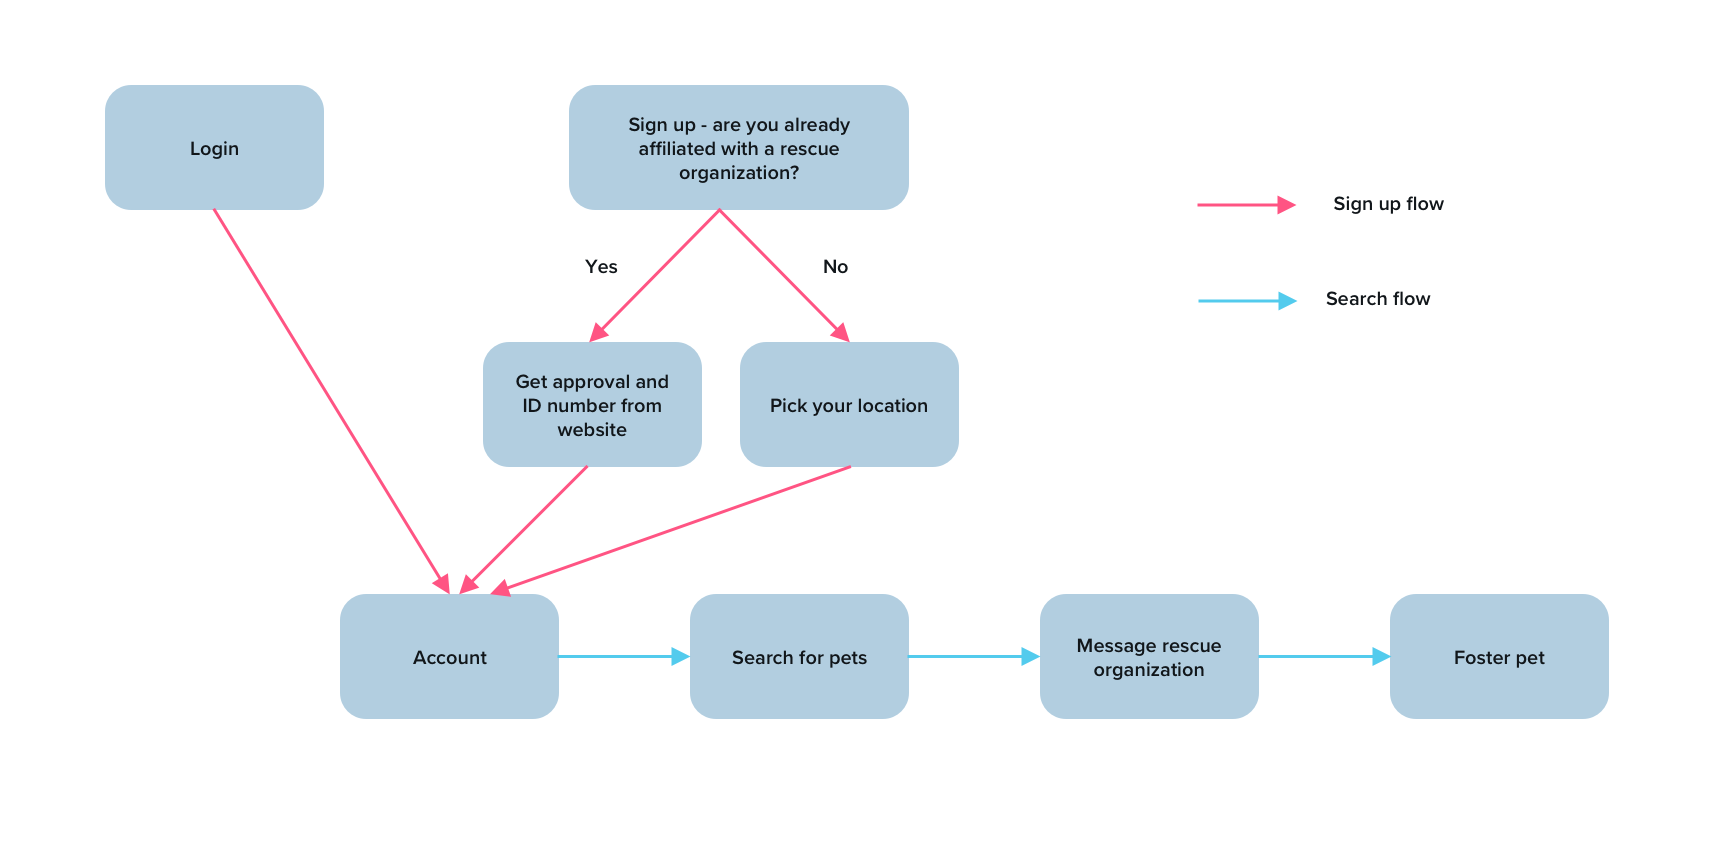 Login
Sign up - are you already
affiliated with a rescue
organization?
Sign up flow
Yes
No
Search flow
Get approval and
ID number from
website
Pick your location
Account
Search for pets
Message rescue
organization
Foster pet